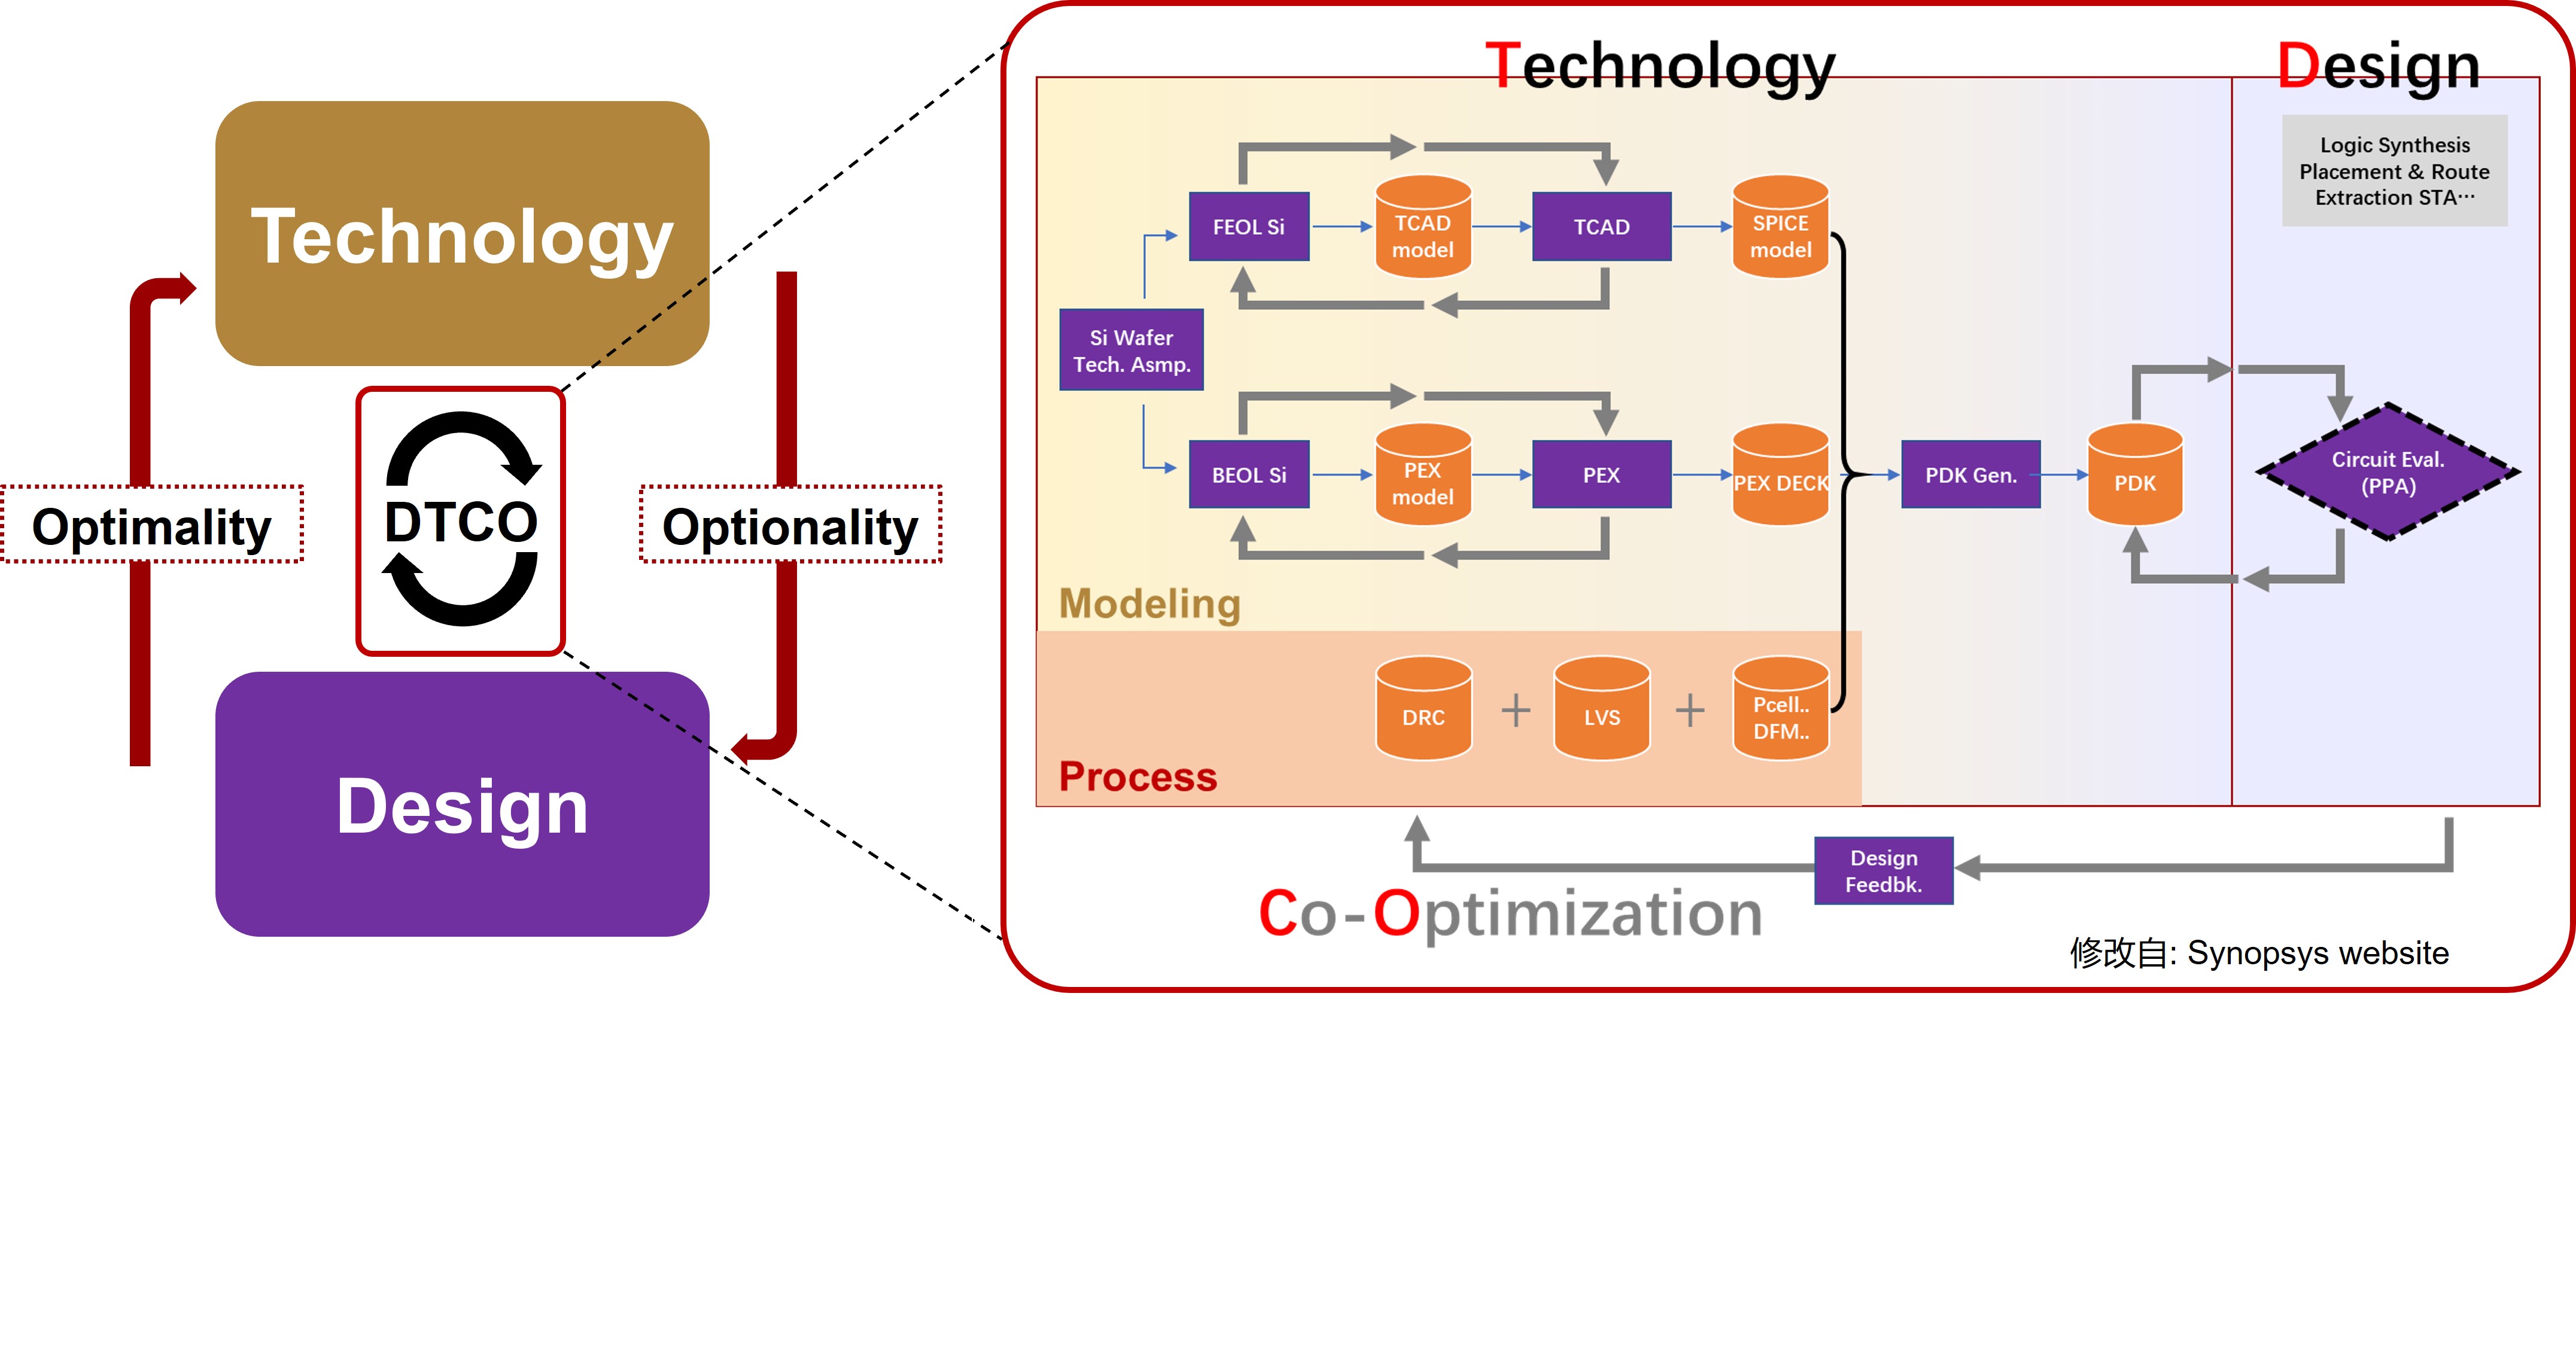 Technology
Optimality
DTCO
Optionality
Design
Technology
Design
Logic Synthesis
Placement & Route
Extraction STA···
FEOL Si
TCAD
model
TCAD
SPICE
model
Si Wafer
Tech. Asmp.
BEOL Si
PEX
model
PEX
PEX DECK
PDK Gen.
PDK
Circuit Eval.
(PPA)
Modeling
DRC
+
LVS
+
Pcell..
DFM..
Process
Design
Feedbk.
Co-Optimization
修改自: Synopsys website